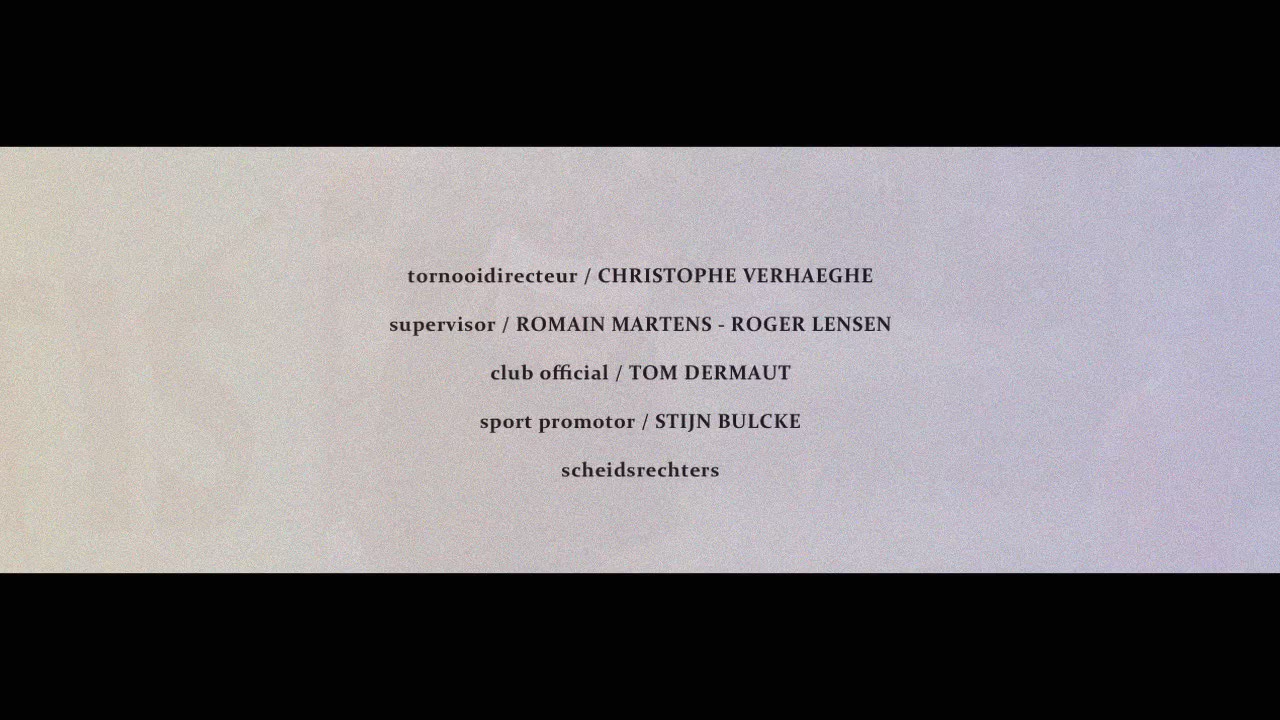 tornooidirecteur / CHRISTOPHE VERHAEGHE
supervisor / ROMAIN MARTENS - ROGER LENSEN
club official / TOM DERMAUT
sport promotor / STIJN BULCKE
scheidsrechters